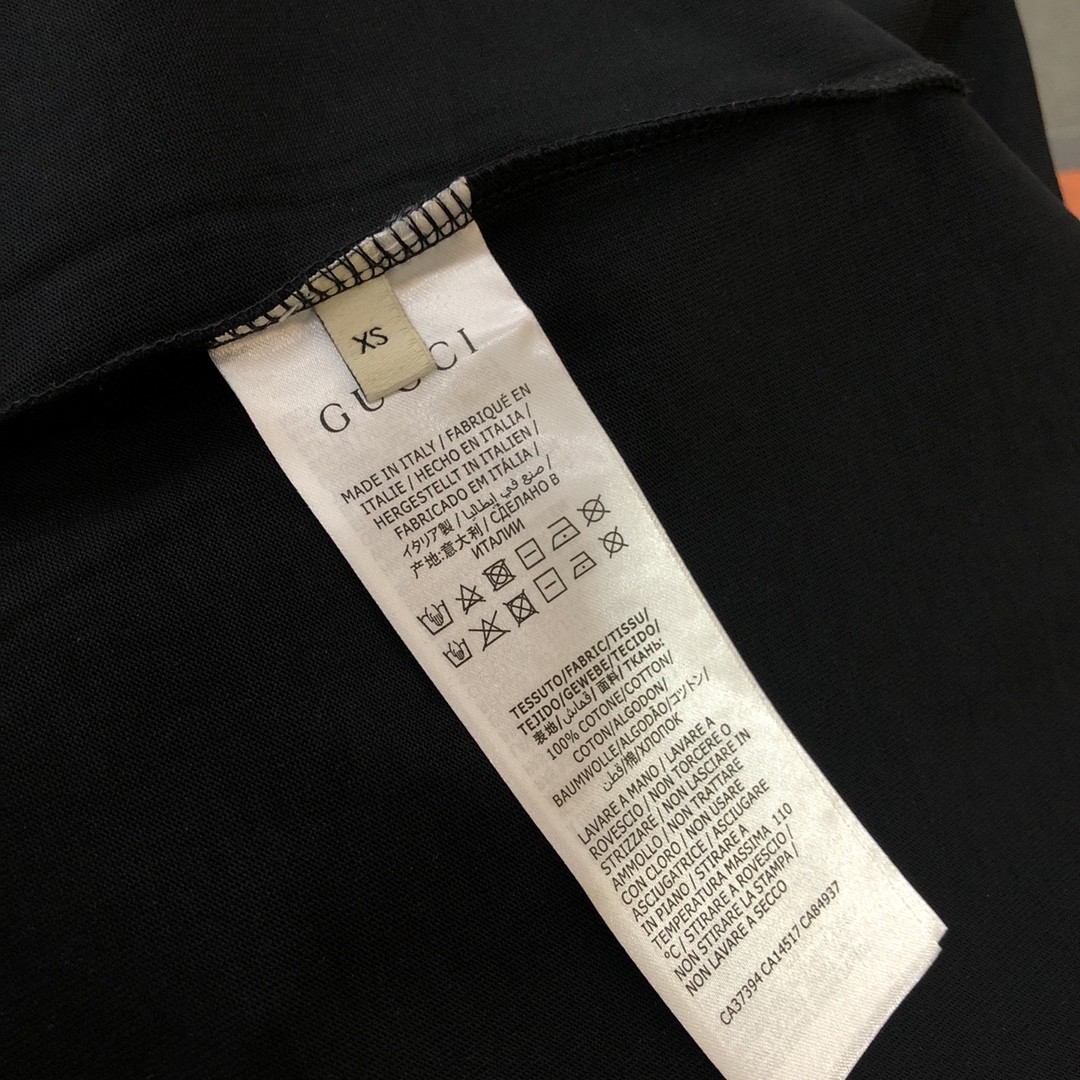 XS
GUCCI
MADE IN ITALY / FABRIQUÉ EN
ITALIE / HECHO EN ITALIA /
HERGESTELLT IN ITALIEN /
FABRICADO EM ITÁLIA /
イタリア製 / صنع في إيطاليا /
产地:意大利 / СДЕЛАНО В
ИТАЛИИ
TESSUTO/FABRIC/TISSU/
TEJIDO/GEWEBE/TECIDO/
表地/قماش/面料/ТКАНЬ:
100% COTONE/COTTON/
COTON/ALGODON/
BAUMWOLLE/ALGODÃO/コットン/
قطن/棉/ХЛОПОК
LAVARE A MANO / LAVARE A
ROVESCIO / NON TORCERE O
STRIZZARE / NON LASCIARE IN
AMMOLLO / NON TRATTARE
CON CLORO / NON USARE
ASCIUGATRICE / ASCIUGARE
IN PIANO / STIRARE A
TEMPERATURA MASSIMA 110
°C / STIRARE A ROVESCIO /
NON STIRARE LA STAMPA /
NON LAVARE A SECCO
CA37394 CA14517 CA84937